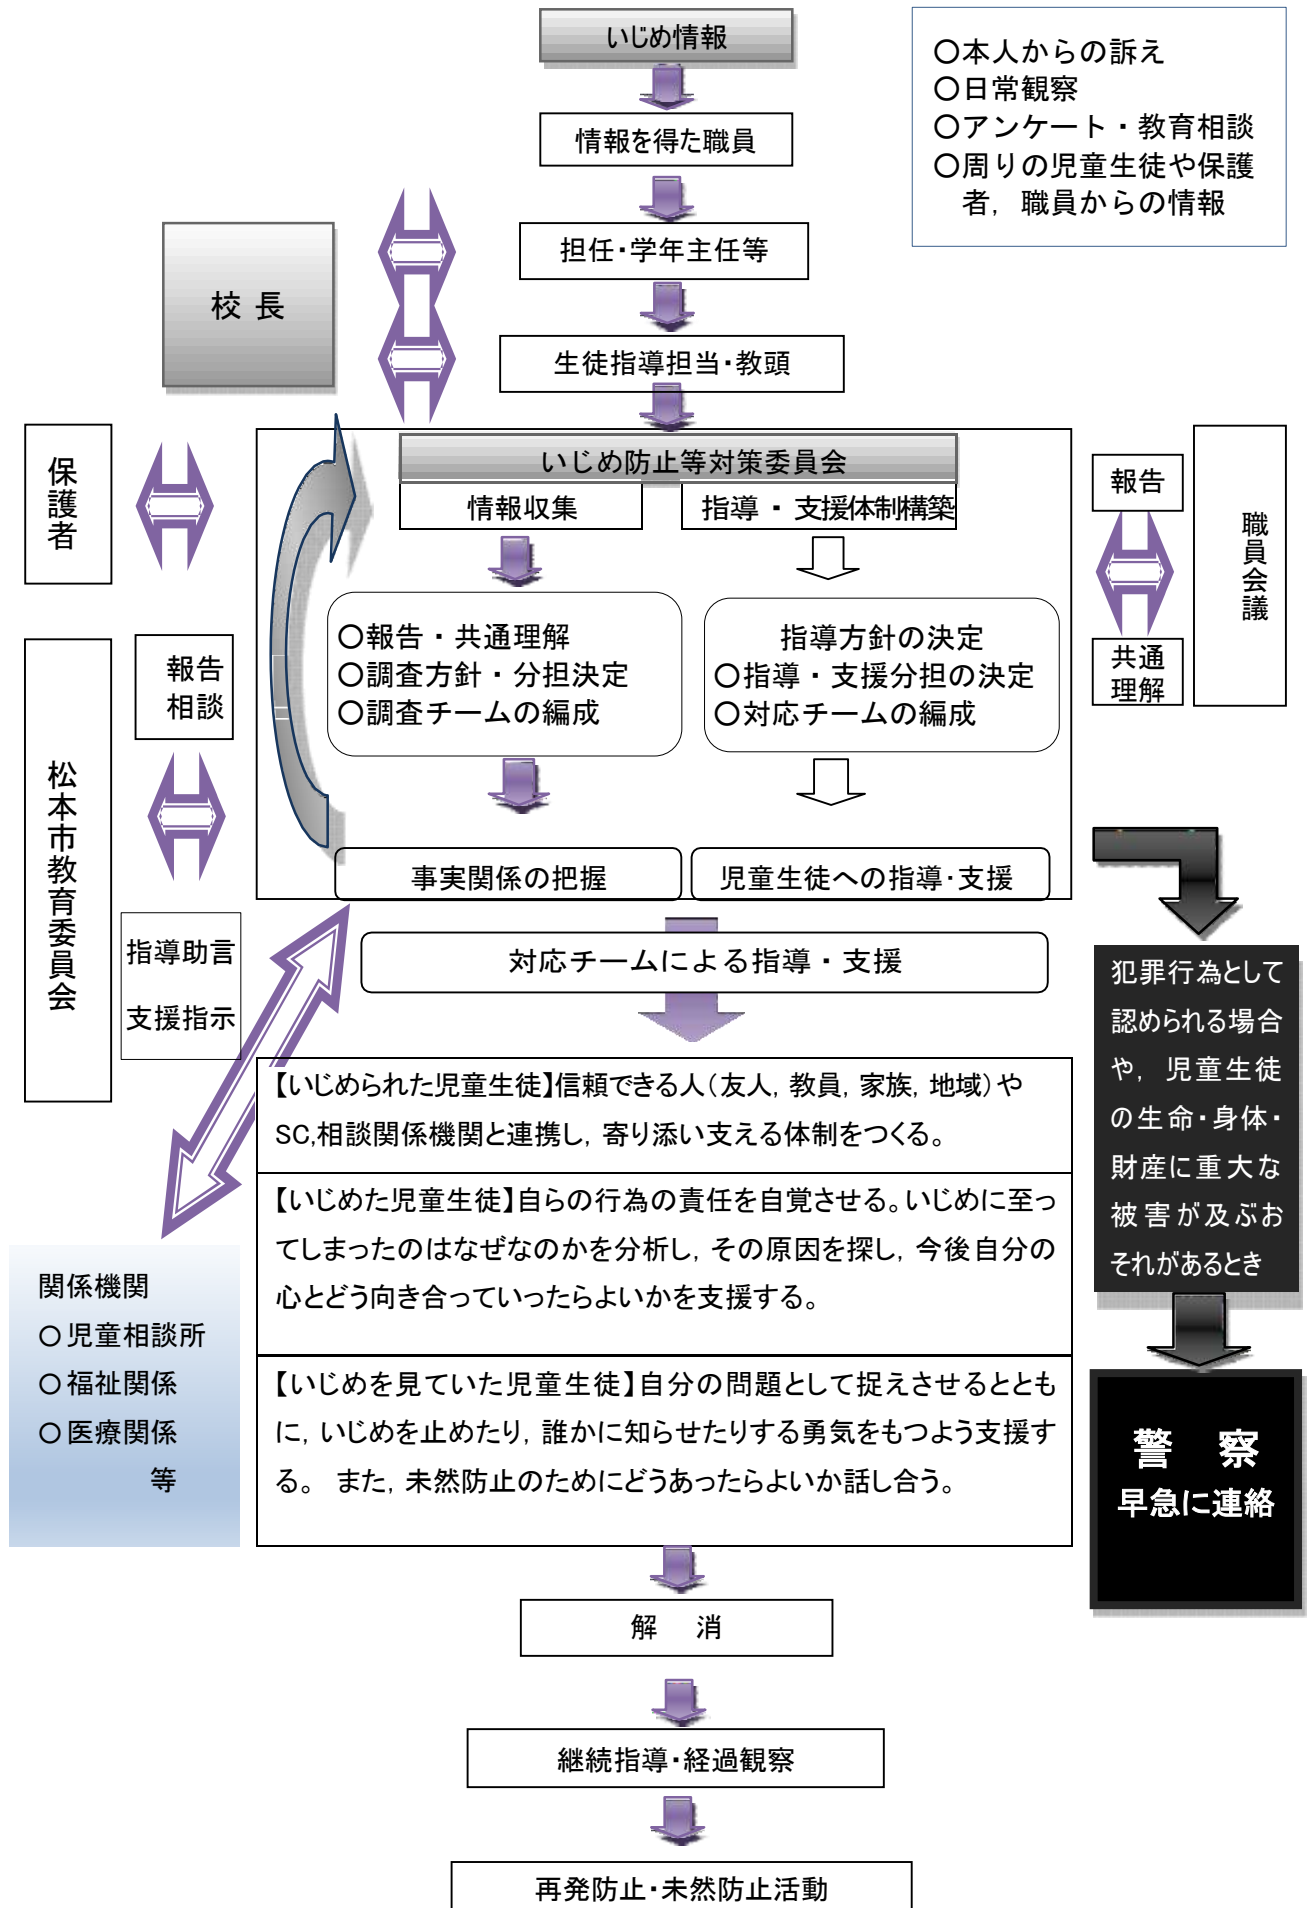 いじめ情報
〇本人からの訴え
〇日常観察
〇アンケート・教育相談
〇周りの児童生徒や保護
者，職員からの情報
情報を得た職員
担任・学年主任等
校 長
生徒指導担当・教頭
いじめ防止等対策委員会
情報収集
指導 ・ 支援体制構築
保護者
報告
職員会議
共通
理解
〇報告・共通理解
〇調査方針・分担決定
〇調査チームの編成
指導方針の決定
〇指導・支援分担の決定
〇対応チームの編成
報告
相談
松本市教育委員会
指導助言
支援指示
事実関係の把握
児童生徒への指導・支援
対応チームによる指導・支援
犯罪行為として
認められる場合
や，児童生徒
の生命・身体・
財産に重大な
被害が及ぶお
それがあるとき
【いじめられた児童生徒】信頼できる人（友人，教員，家族，地域）や
SC,相談関係機関と連携し，寄り添い支える体制をつくる。
【いじめた児童生徒】自らの行為の責任を自覚させる。いじめに至っ
てしまったのはなぜなのかを分析し，その原因を探し，今後自分の
心とどう向き合っていったらよいかを支援する。
【いじめを見ていた児童生徒】自分の問題として捉えさせるととも
に，いじめを止めたり，誰かに知らせたりする勇気をもつよう支援す
る。 また，未然防止のためにどうあったらよいか話し合う。
関係機関
〇児童相談所
〇福祉関係
〇医療関係
等
警 察
早急に連絡
解 消
継続指導・経過観察
再発防止・未然防止活動